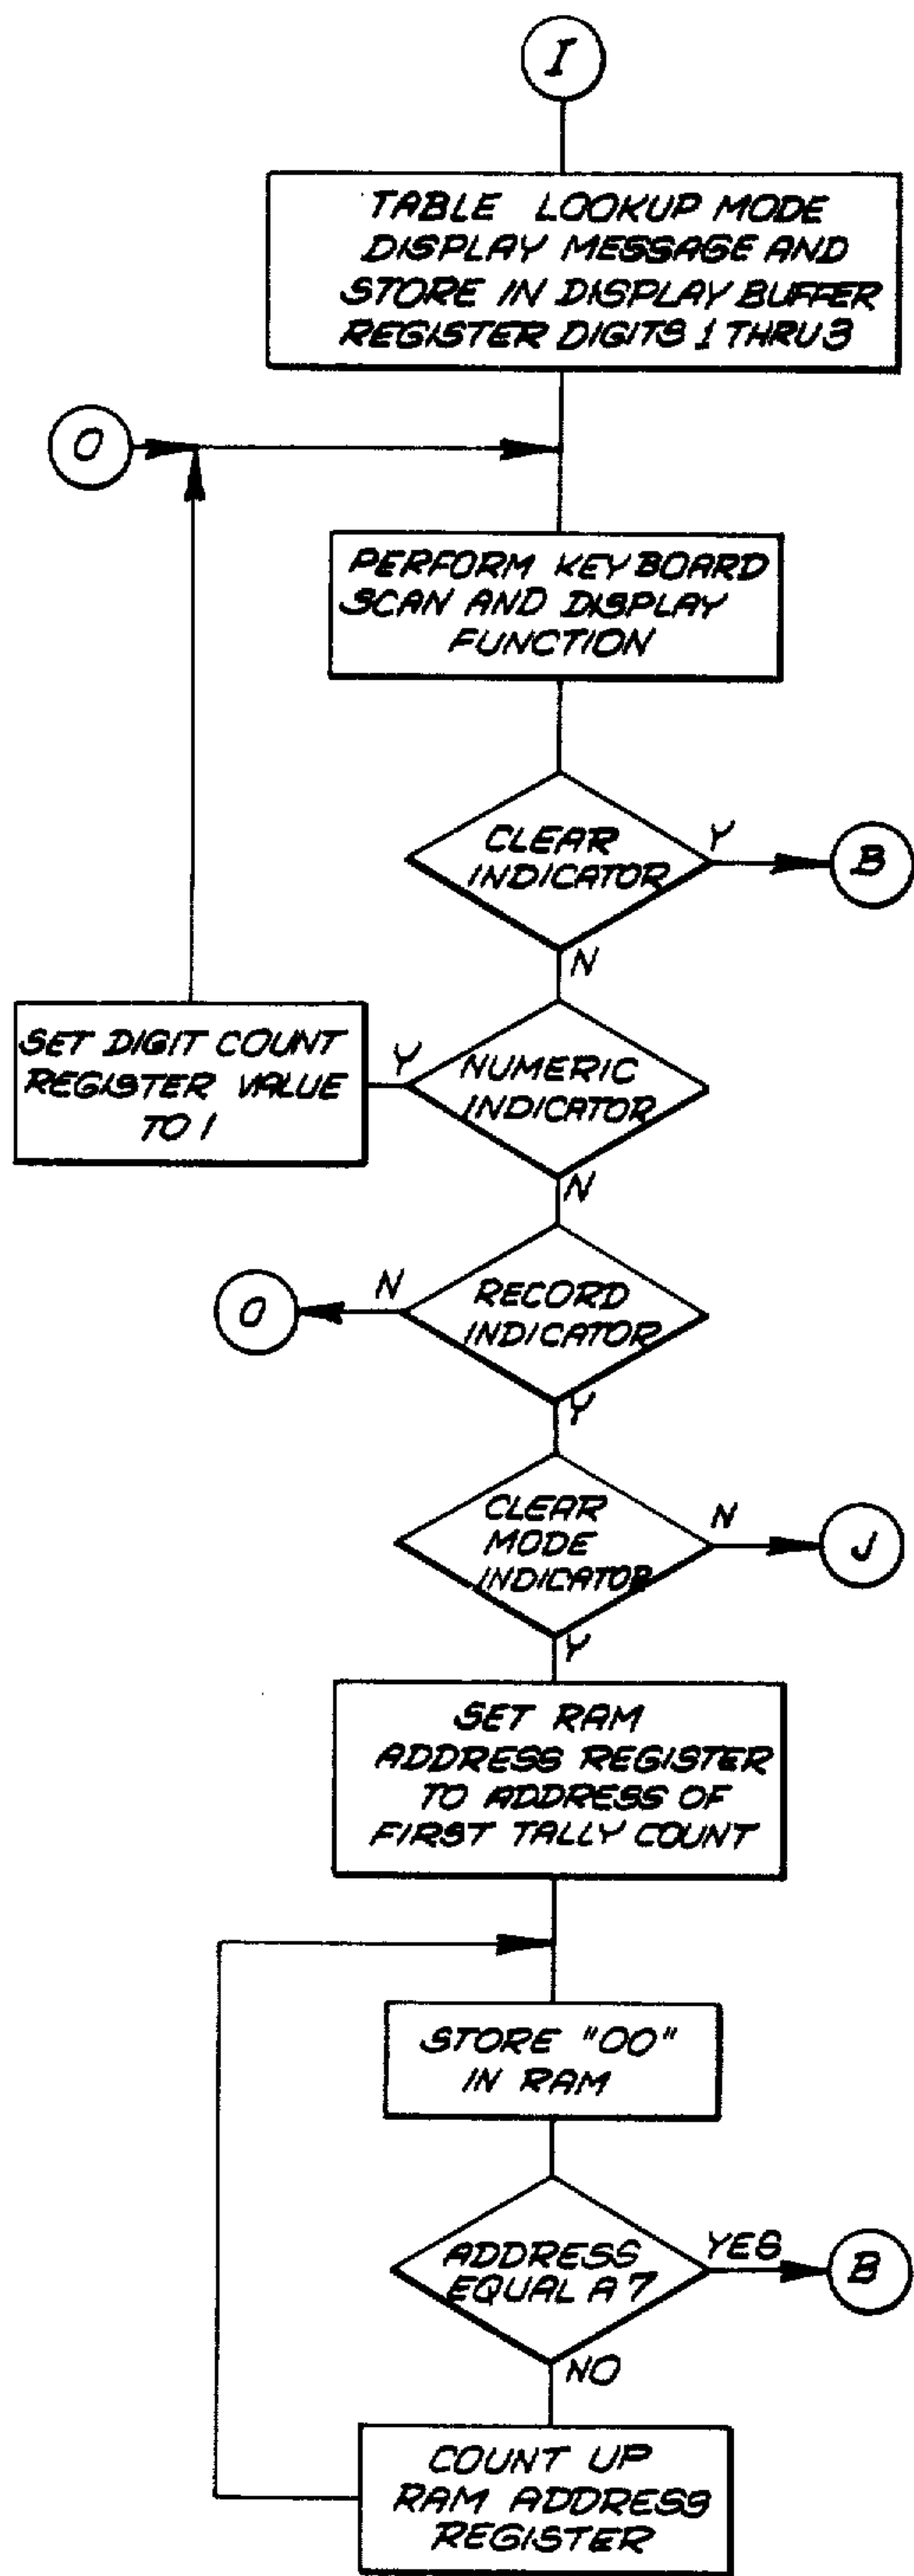 I
TABLE LOOKUP MODE
DISPLAY MESSAGE AND
STORE IN DISPLAY BUFFER
REGISTER DIGITS 1 THRU 3
O
PERFORM KEYBOARD
SCAN AND DISPLAY
FUNCTION
CLEAR
INDICATOR
Y
B
N
SET DIGIT COUNT
REGISTER VALUE
TO 1
Y
NUMERIC
INDICATOR
N
O
N
RECORD
INDICATOR
Y
CLEAR
MODE
INDICATOR
N
J
Y
SET RAM
ADDRESS REGISTER
TO ADDRESS OF
FIRST TALLY COUNT
STORE "00"
IN RAM
ADDRESS
EQUAL A7
YES
B
NO
COUNT UP
RAM ADDRESS
REGISTER